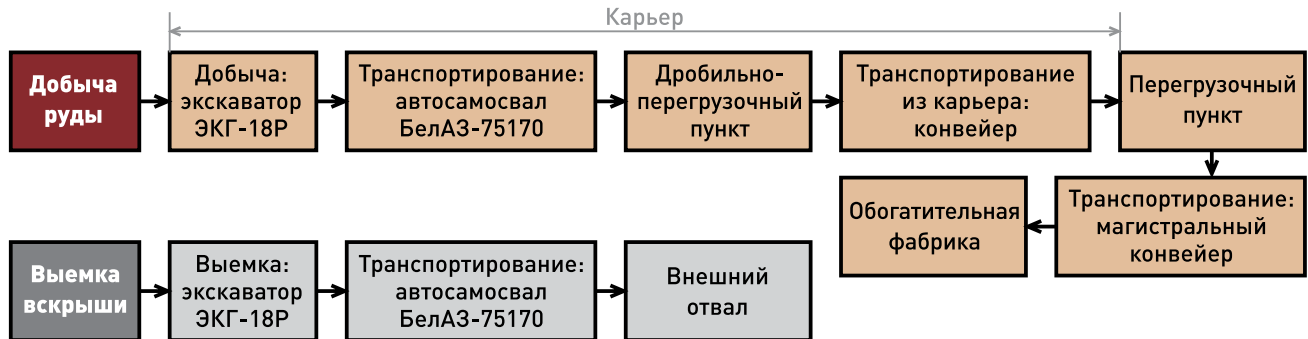 Карьер
Добыча
руды
Добыча:
экскаватор
ЭКГ-18Р
Транспортирование:
автосамосвал
БелАЗ-75170
Дробильно-
перегрузочный
пункт
Транспортирование
из карьера:
конвейер
Перегрузочный
пункт
Обогатительная
фабрика
Транспортирование:
магистральный
конвейер
Выемка
вскрыши
Выемка:
экскаватор
ЭКГ-18Р
Транспортирование:
автосамосвал
БелАЗ-75170
Внешний
отвал